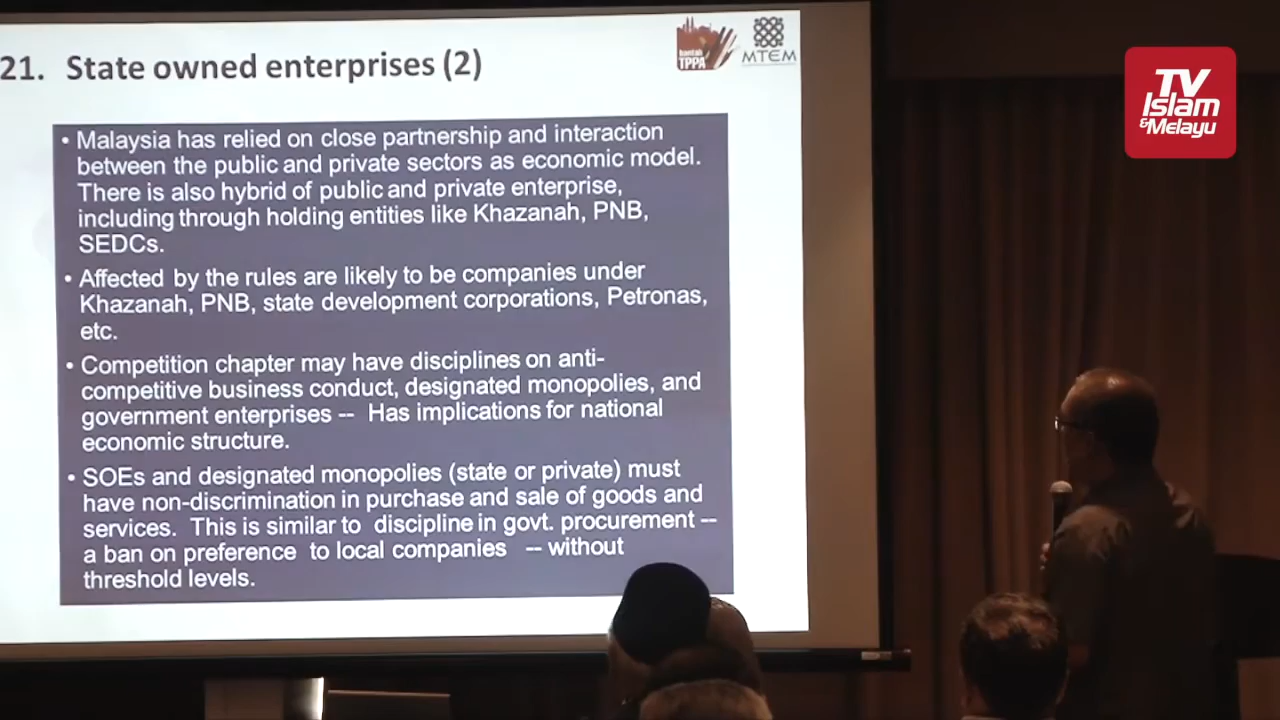 21. State owned enterprises (2)
bantah
TPPA
MTEM
TV
Islam
&Melayu
• Malaysia has relied on close partnership and interaction
between the public and private sectors as economic model.
There is also hybrid of public and private enterprise,
including through holding entities like Khazanah, PNB,
SEDCs.
• Affected by the rules are likely to be companies under
Khazanah, PNB, state development corporations, Petronas,
etc.
• Competition chapter may have disciplines on anti-
competitive business conduct, designated monopolies, and
government enterprises -- Has implications for national
economic structure.
• SOEs and designated monopolies (state or private) must
have non-discrimination in purchase and sale of goods and
services. This is similar to discipline in govt. procurement --
a ban on preference to local companies -- without
threshold levels.